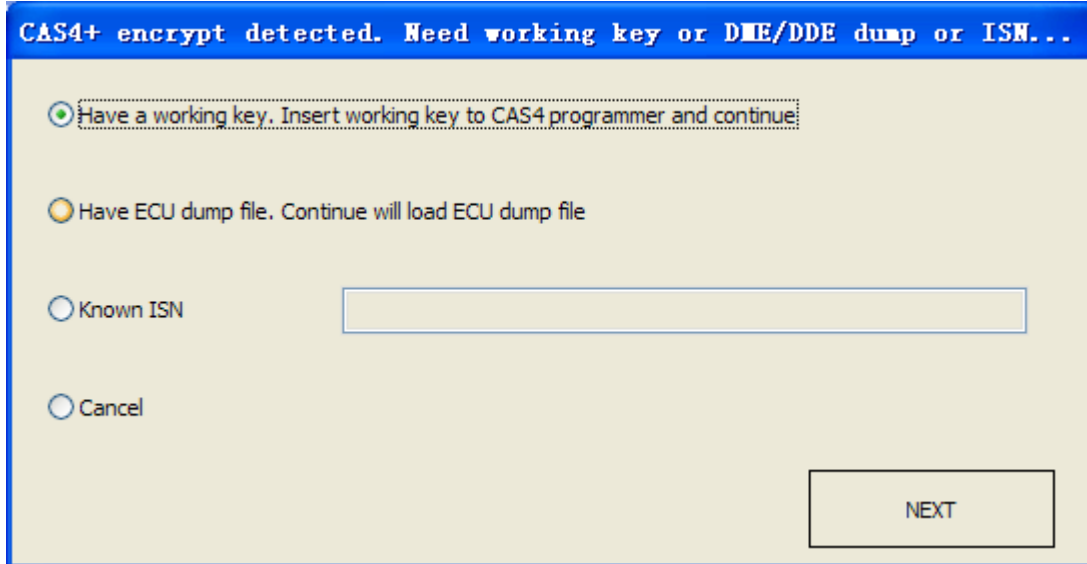 CAS4+ encrypt detected. Need working key or DME/DDE dump or ISN...
Have a working key. Insert working key to CAS4 programmer and continue
Have ECU dump file. Continue will load ECU dump file
Known ISN
Cancel
NEXT